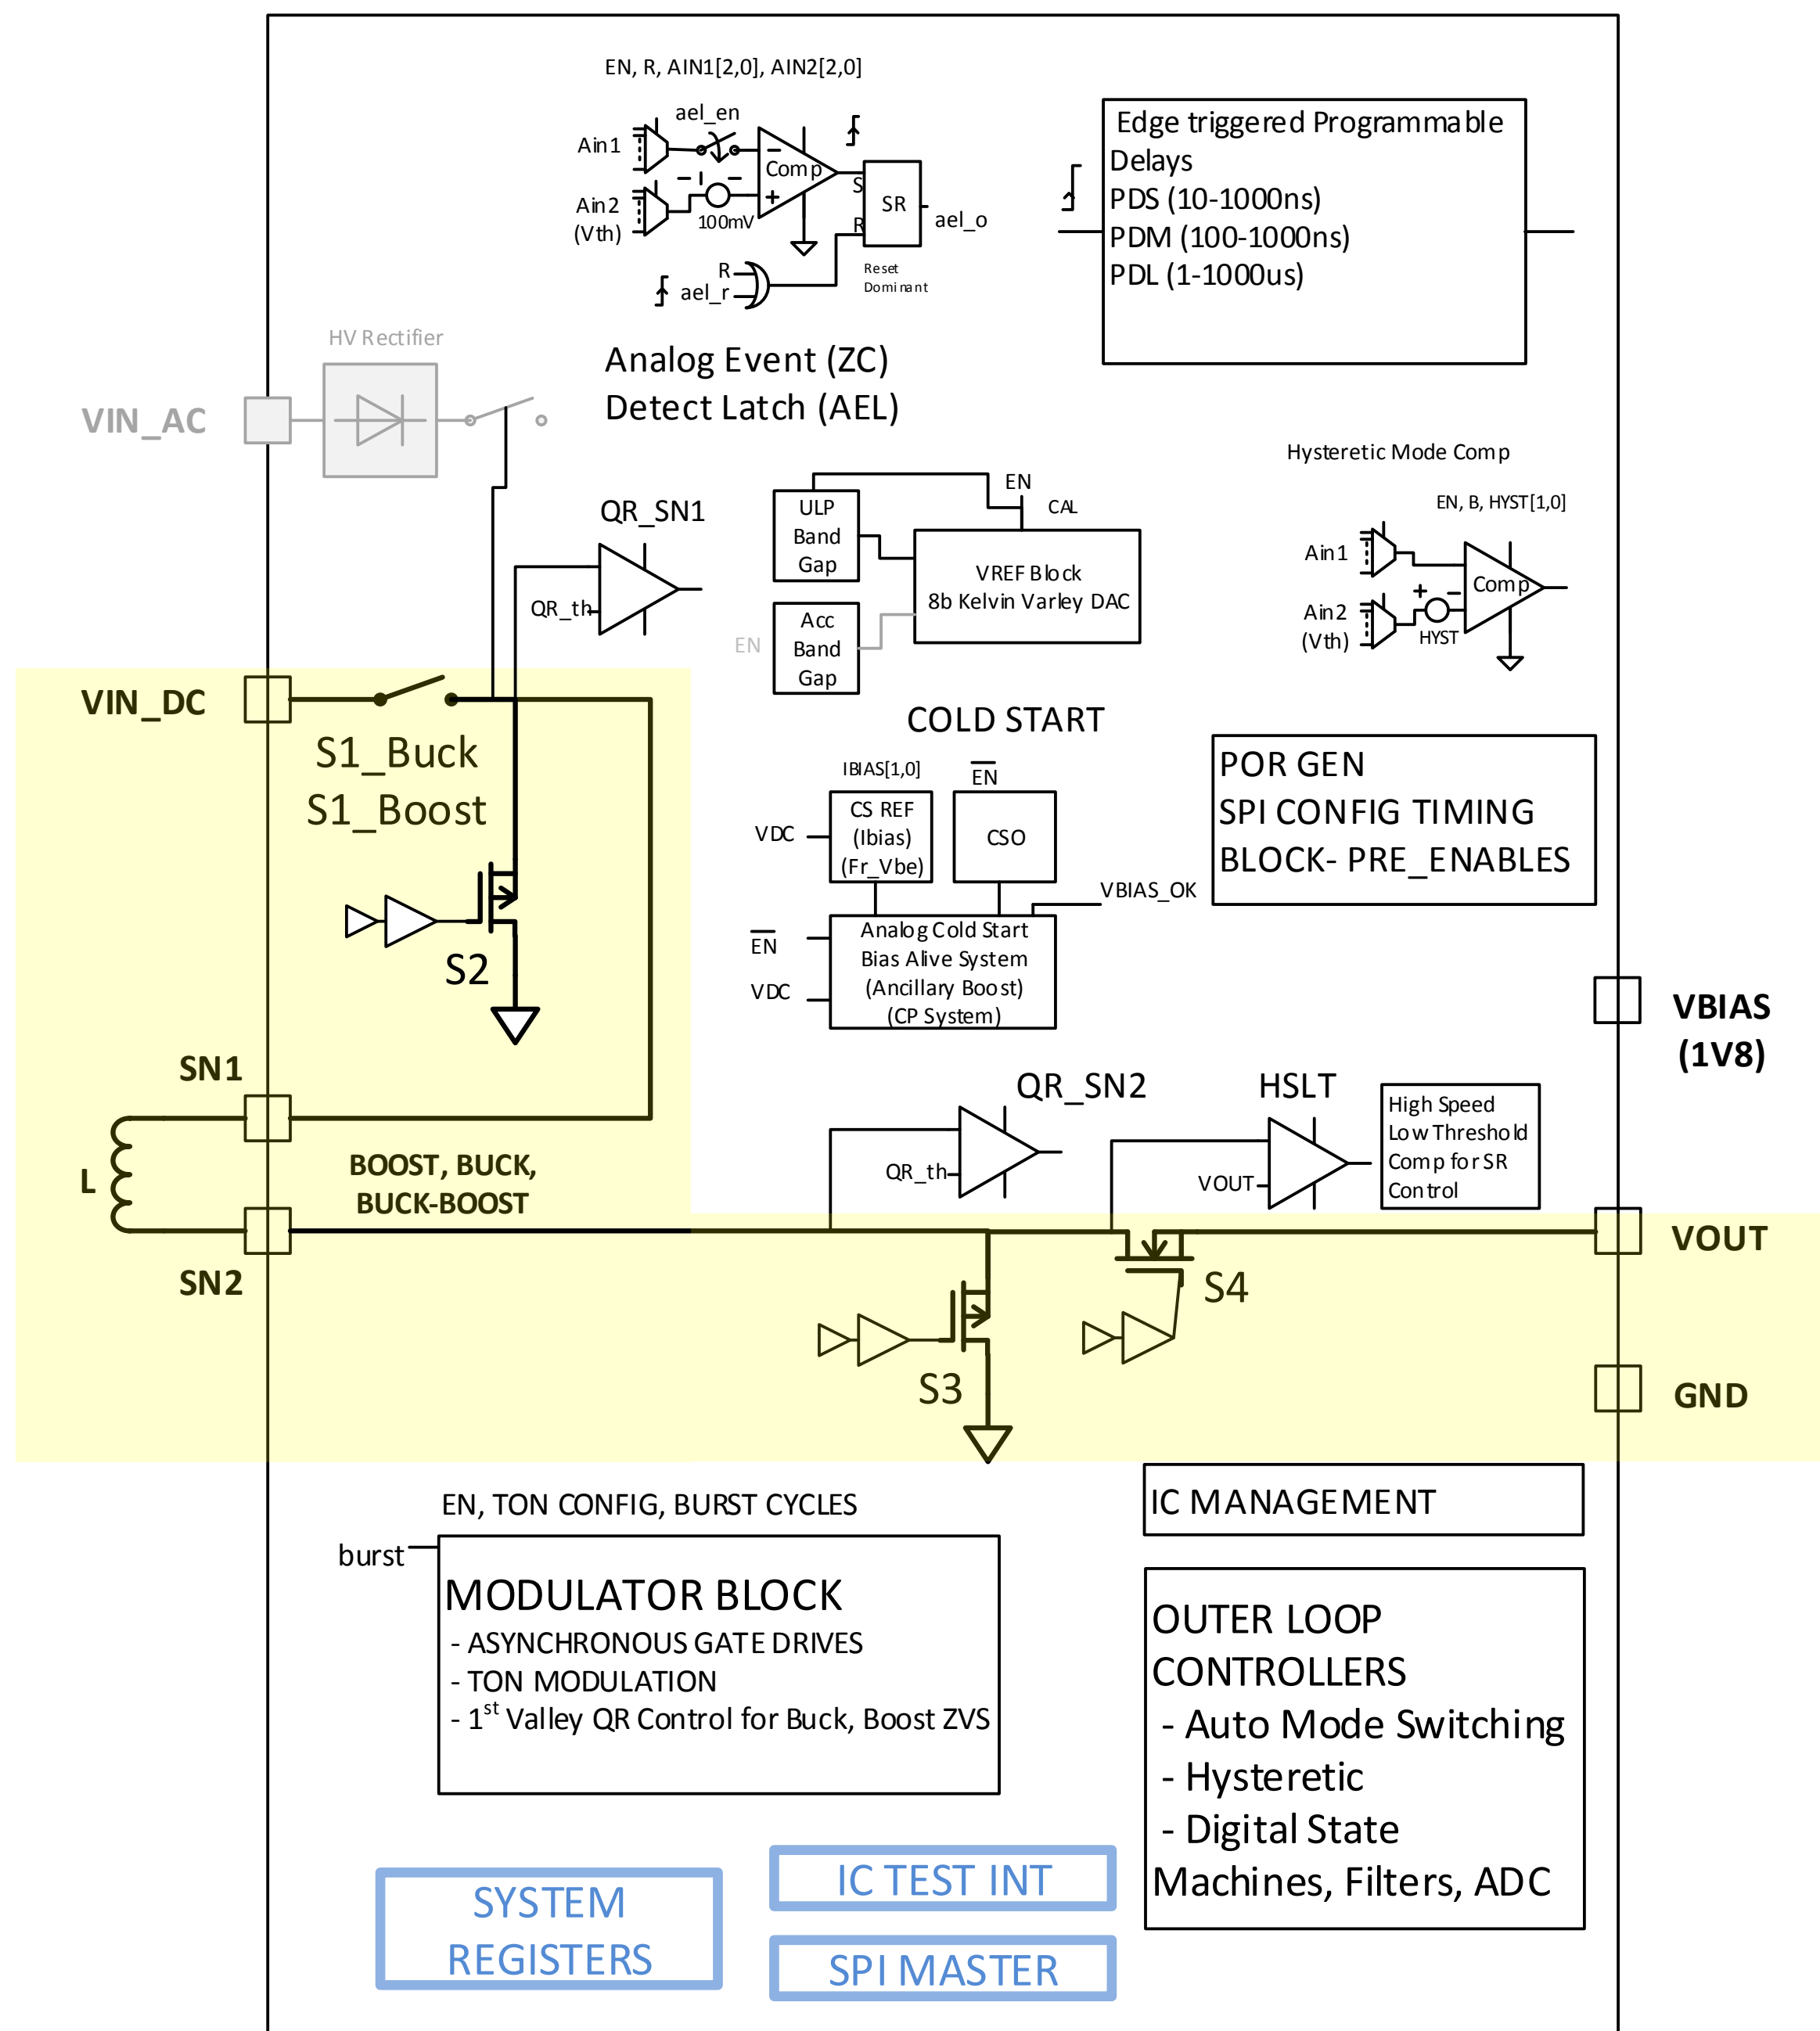 EN, R, AIN1[2,0], AIN2[2,0]
ael_en
Ain1
Comp
Ain2
(Vth)
100mV
S
R
SR
ael_o
R
ael_r
Reset
Dominant
Analog Event (ZC)
Detect Latch (AEL)
Edge triggered Programmable
Delays
PDS (10-1000ns)
PDM (100-1000ns)
PDL (1-1000us)
HV Rectifier
VIN_AC
QR_SN1
QR_th
ULP
Band
Gap
EN
CAL
VREF Block
8b Kelvin Varley DAC
EN
Acc
Band
Gap
Hysteretic Mode Comp
EN, B, HYST[1,0]
Ain1
Comp
Ain2
(Vth)
HYST
VIN_DC
S1_Buck
S1_Boost
S2
COLD START
IBIAS[1,0]
EN
VDC
CS REF
(Ibias)
(Fr_Vbe)
CSO
VBIAS_OK
EN
VDC
Analog Cold Start
Bias Alive System
(Ancillary Boost)
(CP System)
POR GEN
SPI CONFIG TIMING
BLOCK- PRE_ENABLES
VBIAS
(1V8)
SN1
L
BOOST, BUCK,
BUCK-BOOST
SN2
QR_SN2
QR_th
HSLT
VOUT
High Speed
Low Threshold
Comp for SR
Control
VOUT
S4
S3
GND
EN, TON CONFIG, BURST CYCLES
burst
MODULATOR BLOCK
- ASYNCHRONOUS GATE DRIVES
- TON MODULATION
- 1st Valley QR Control for Buck, Boost ZVS
IC MANAGEMENT
OUTER LOOP
CONTROLLERS
- Auto Mode Switching
- Hysteretic
- Digital State
Machines, Filters, ADC
SYSTEM
REGISTERS
IC TEST INT
SPI MASTER